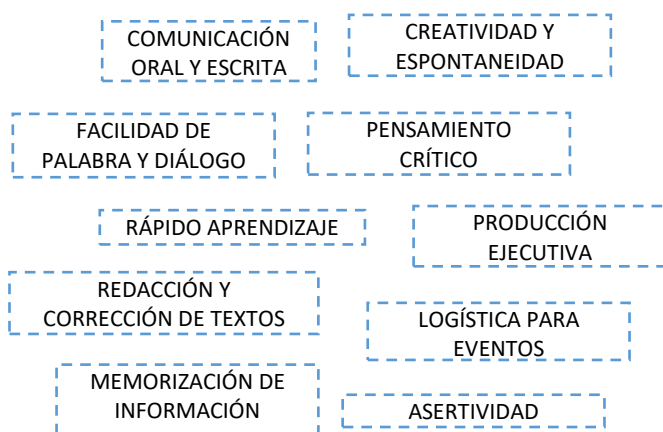 COMUNICACIÓN
ORAL Y ESCRITA
CREATIVIDAD Y
ESPONTANEIDAD
FACILIDAD DE
PALABRA Y DIÁLOGO
PENSAMIENTO
CRÍTICO
RÁPIDO APRENDIZAJE
PRODUCCIÓN
EJECUTIVA
REDACCIÓN Y
CORRECCIÓN DE TEXTOS
LOGÍSTICA PARA
EVENTOS
MEMORIZACIÓN DE
INFORMACIÓN
ASERTIVIDAD